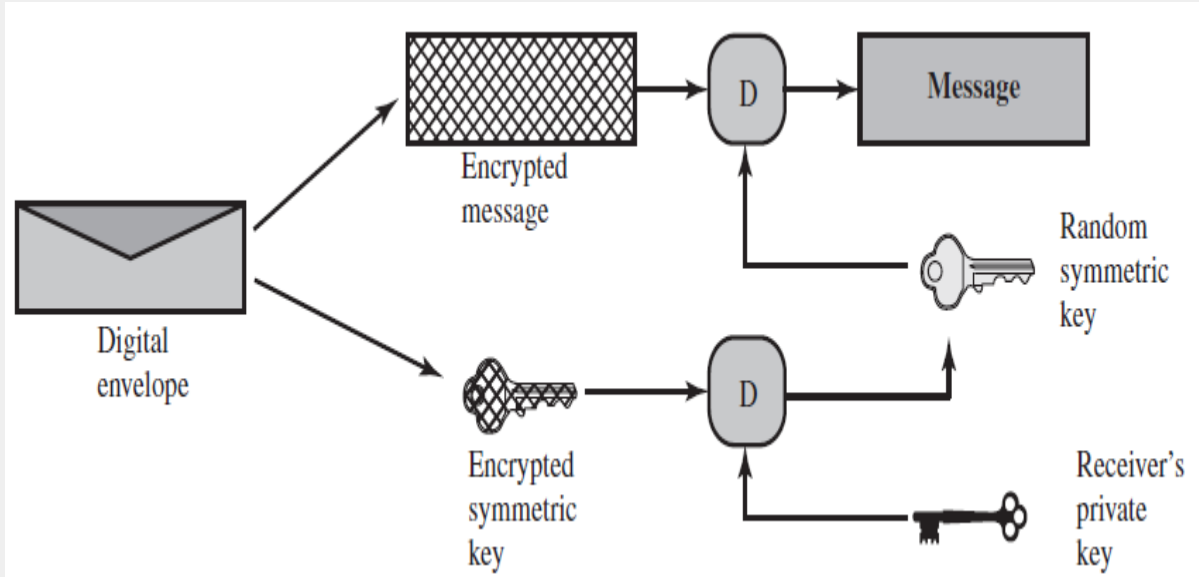 D
Message
Encrypted
message
Random
symmetric
key
Digital
envelope
D
Encrypted
symmetric
key
Receiver’s
private
key